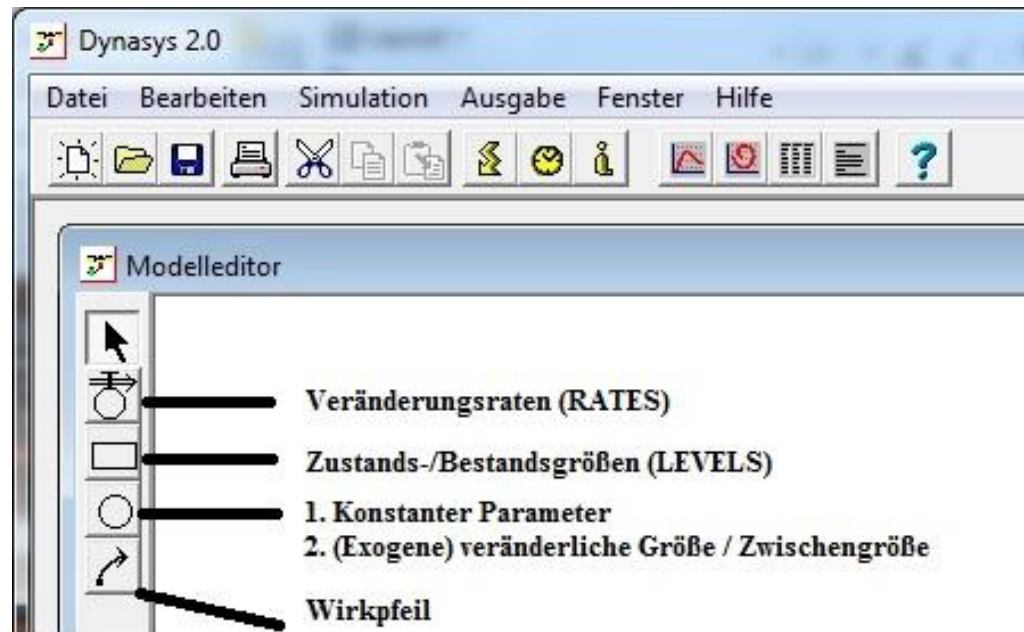 Dynasys 2.0
Datei Bearbeiten Simulation Ausgabe Fenster Hilfe
Modelleditor
Veränderungsraten (RATES)
Zustands-/Bestandsgrößen (LEVELS)
1. Konstanter Parameter
2. (Exogene) veränderliche Größe / Zwischengröße
Wirkpfeil